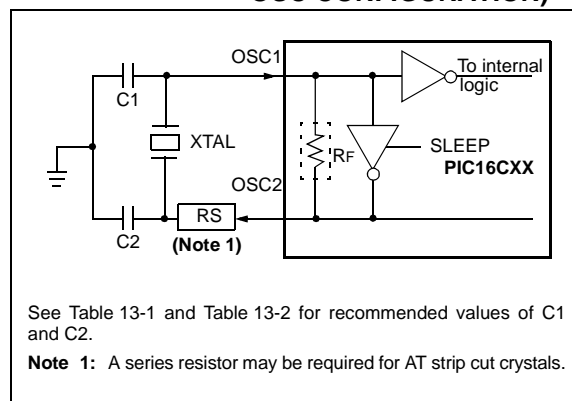 OSC CONFIGURATION)
OSC1
To internal
logic
C1
XTAL
RF
SLEEP
PIC16CXX
OSC2
RS
C2
(Note 1)
See Table 13-1 and Table 13-2 for recommended values of C1
and C2.
Note 1: A series resistor may be required for AT strip cut crystals.